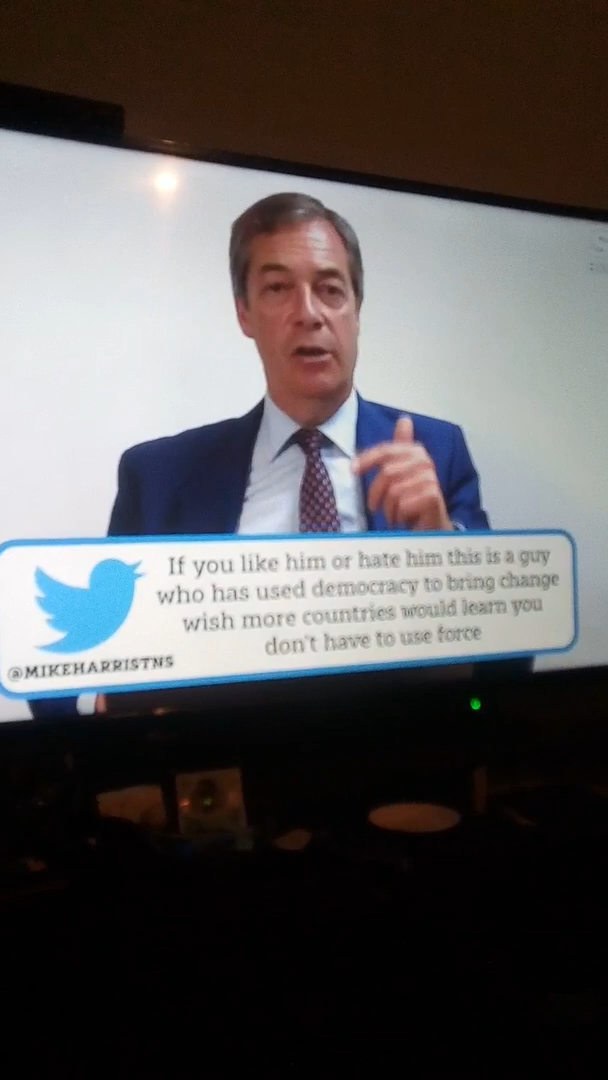 If you like him or hate him this is a guy
who has used democracy to bring change
wish more countries would learn you
don't have to use force
@MIKEHARRISTNS